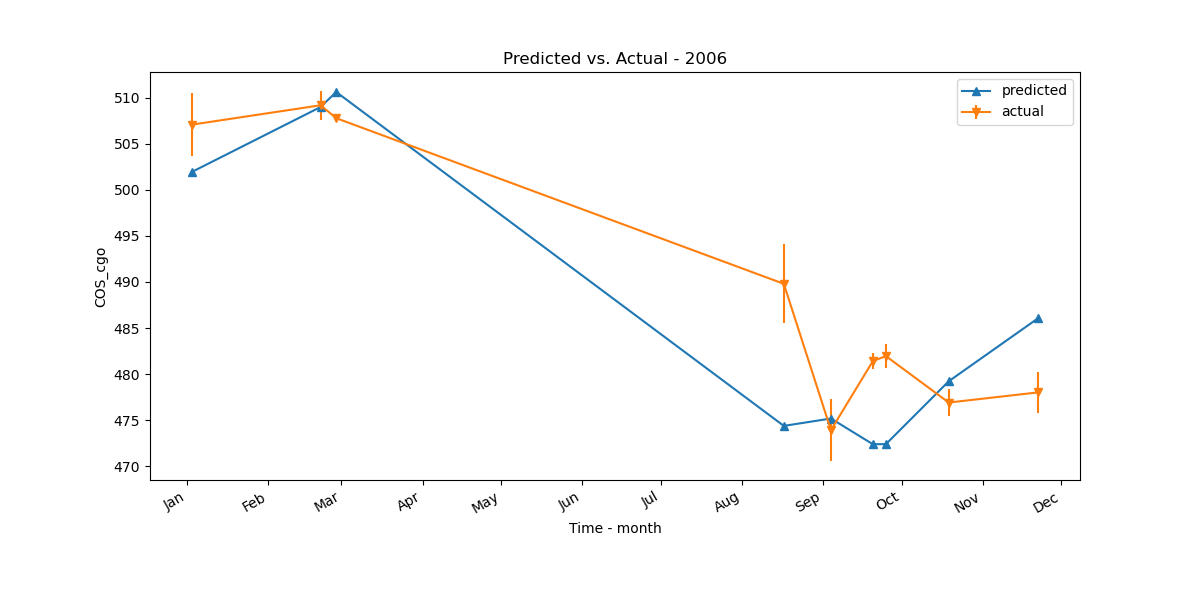 Predicted vs. Actual - 2006
predicted
actual
510
505
500
495
490
485
480
475
470
COS_cgo
Jan
Feb
Mar
Apr
May
Jun
Jul
Aug
Sep
Oct
Nov
Dec
Time - month